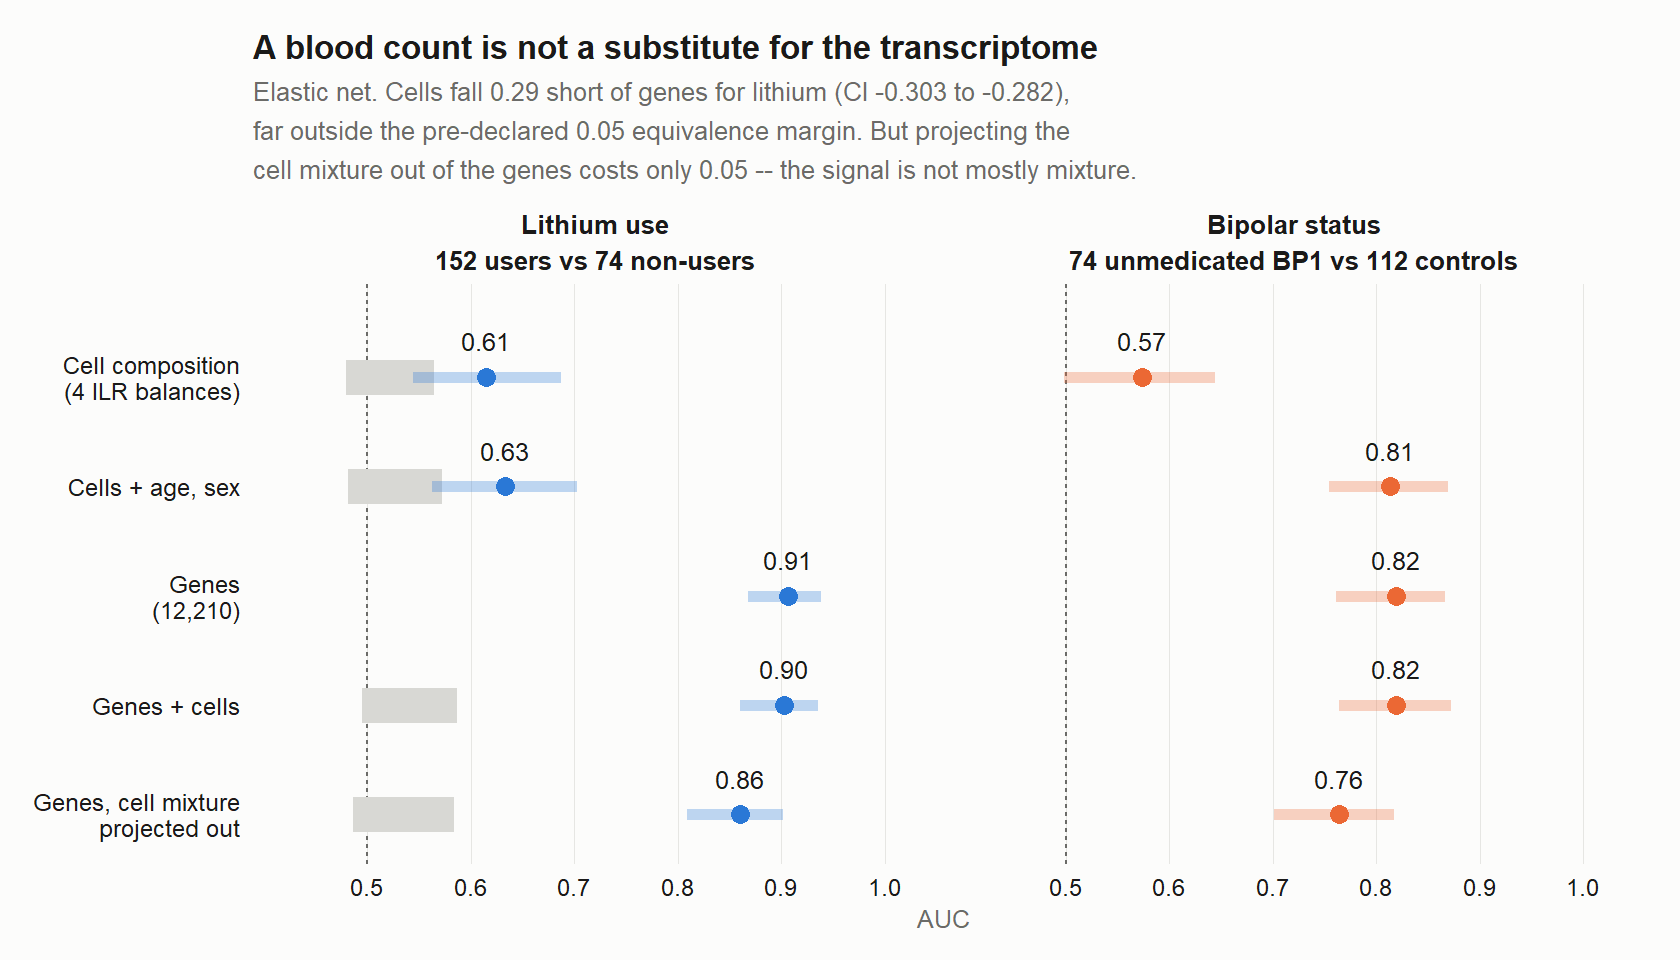 A blood count is not a substitute for the transcriptome
Elastic net. Cells fall 0.29 short of genes for lithium (CI -0.303 to -0.282),
far outside the pre-declared 0.05 equivalence margin. But projecting the
cell mixture out of the genes costs only 0.05 -- the signal is not mostly mixture.
Lithium use
152 users vs 74 non-users
Bipolar status
74 unmedicated BP1 vs 112 controls
Cell composition
(4 ILR balances)
0.61
0.57
Cells + age, sex
0.63
0.81
Genes
(12,210)
0.91
0.82
Genes + cells
0.90
0.82
Genes, cell mixture
projected out
0.86
0.76
0.5 0.6 0.7 0.8 0.9 1.0
0.5 0.6 0.7 0.8 0.9 1.0
AUC